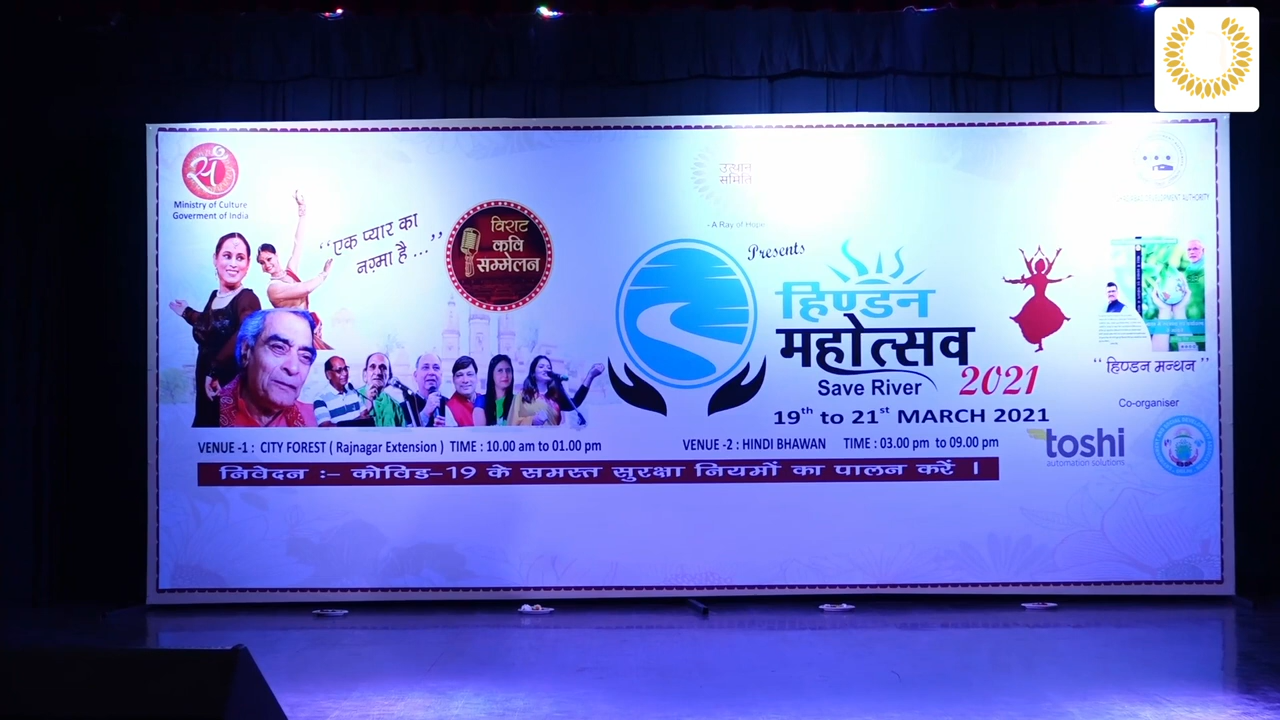 सं
Ministry of Culture
Goverment of India
“एक प्यार का
नग़्मा है ...”
विराट
कवि
सम्मेलन
उत्थान
समिति
- A Ray of Hope
Presents
हिण्डन
महोत्सव
Save River
2021
19th to 21st MARCH 2021
VENUE -1 : CITY FOREST ( Rajnagar Extension ) TIME : 10.00 am to 01.00 pm
VENUE -2 : HINDI BHAWAN TIME : 03.00 pm to 09.00 pm
निवेदन :– कोविड–19 के समस्त सुरक्षा नियमों का पालन करें ।
DEVELOPMENT AUTHORITY
“हिण्डन मन्थन”
Co-organiser
toshi
automation solutions